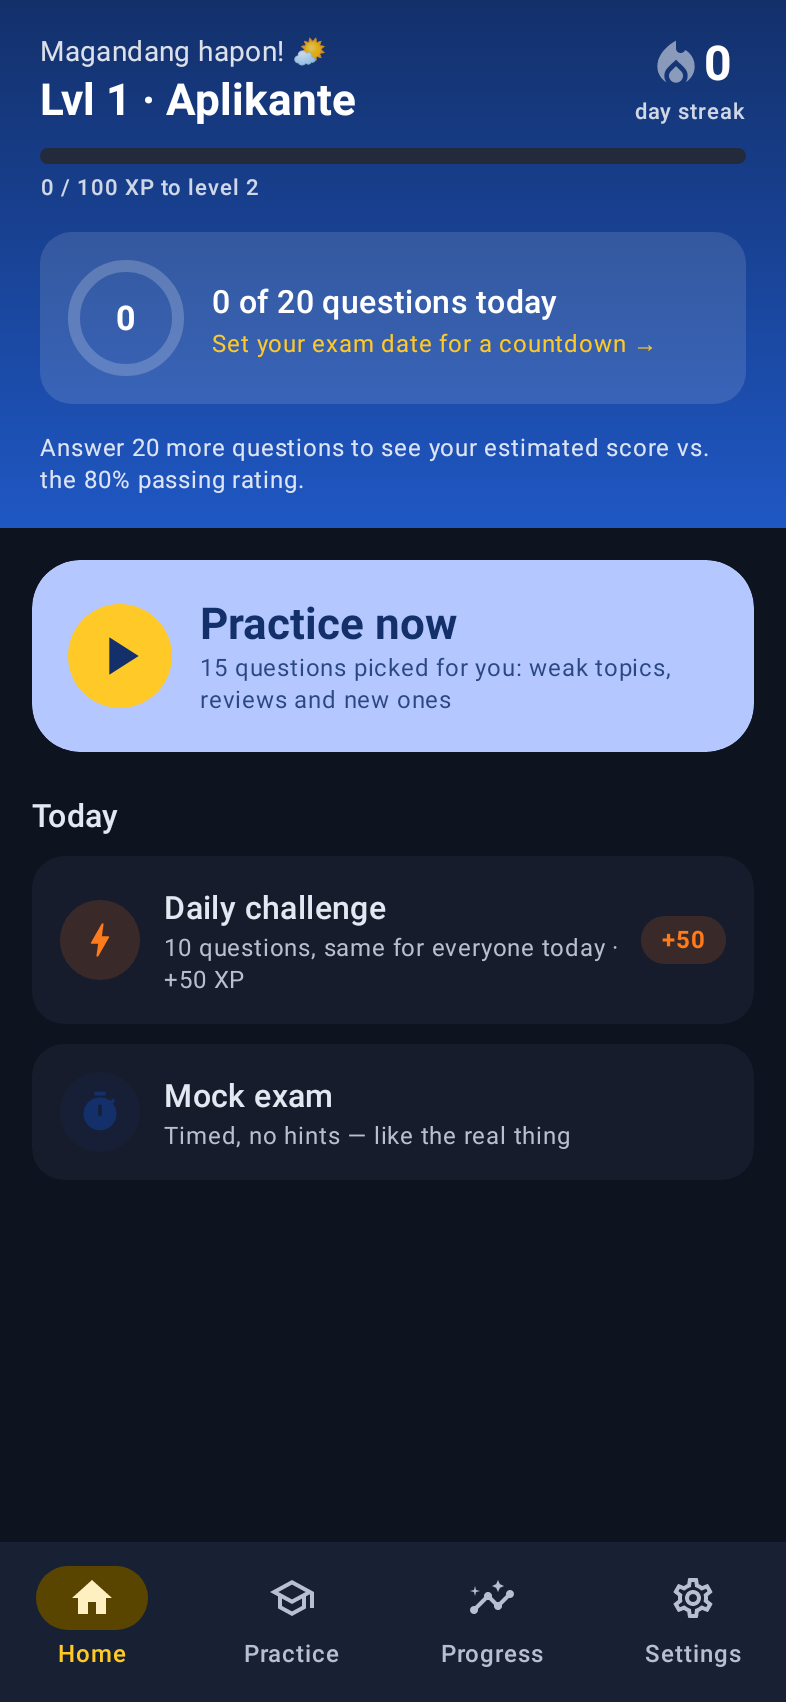 Magandang hapon! 🌤️
Lvl 1 · Aplikante
0
day streak
0 / 100 XP to level 2
0
0 of 20 questions today
Set your exam date for a countdown →
Answer 20 more questions to see your estimated score vs.
the 80% passing rating.
Practice now
15 questions picked for you: weak topics,
reviews and new ones
Today
Daily challenge
10 questions, same for everyone today ·
+50 XP
+50
Mock exam
Timed, no hints — like the real thing
Home
Practice
Progress
Settings